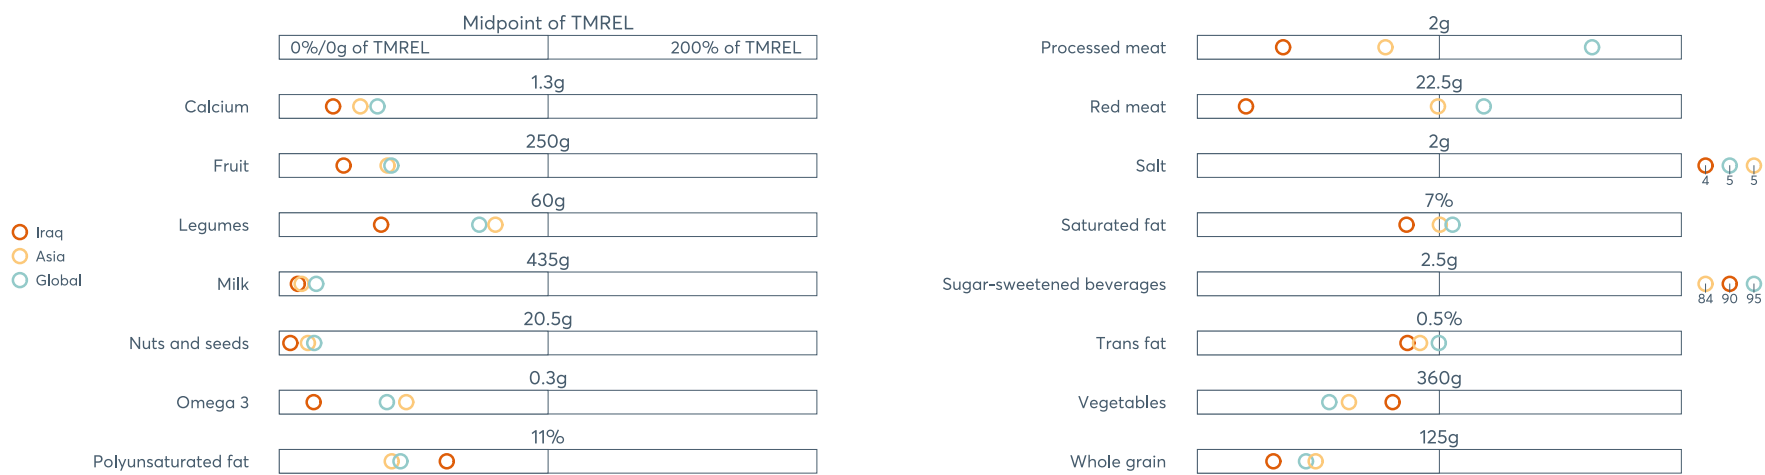 Midpoint of TMREL
0%/0g of TMREL
200% of TMREL
1.3g
Calcium
250g
Fruit
60g
Legumes
435g
Milk
20.5g
Nuts and seeds
0.3g
Omega 3
11%
Polyunsaturated fat
Iraq
Asia
Global
2g
Processed meat
22.5g
Red meat
2g
Salt
4 5 5
7%
Saturated fat
2.5g
Sugar-sweetened beverages
84 90 95
0.5%
Trans fat
360g
Vegetables
125g
Whole grain